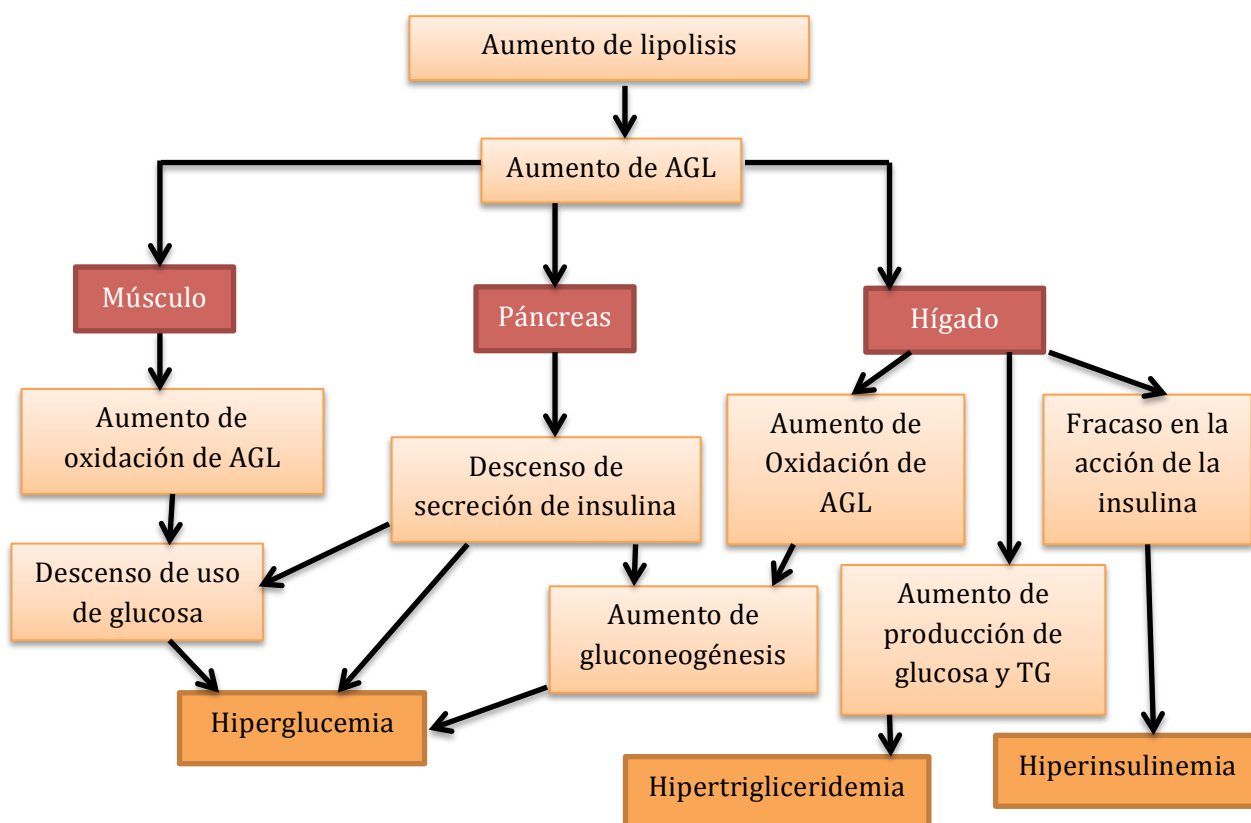 Aumento de lipolisis
Aumento de AGL
Músculo
Páncreas
Hígado
Aumento de
oxidación de AGL
Descenso de
secreción de insulina
Aumento de
Oxidación de
AGL
Fracaso en la
acción de la
insulina
Descenso de uso
de glucosa
Aumento de
gluconeogénesis
Aumento de
producción de
glucosa y TG
Hiperglucemia
Hipertrigliceridemia
Hiperinsulinemia